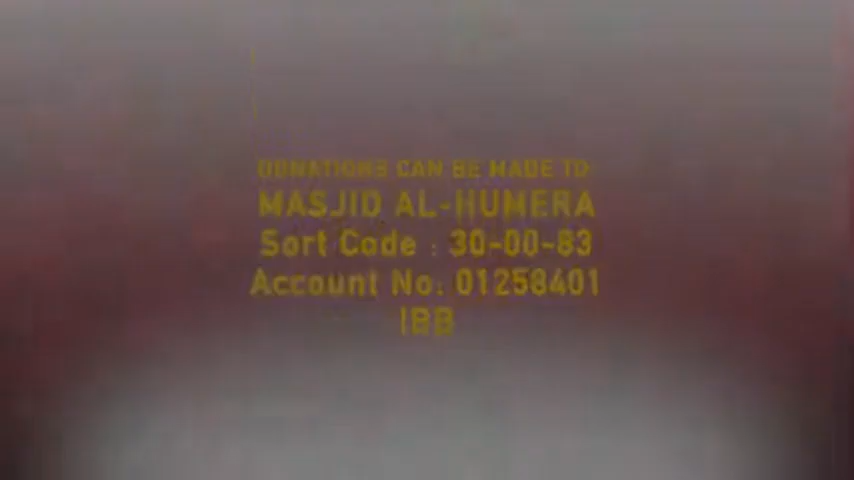 DONATIONS CAN BE MADE TO:
MASJID AL-HUMERA
Sort Code : 30-00-83
Account No: 01258401
IBB